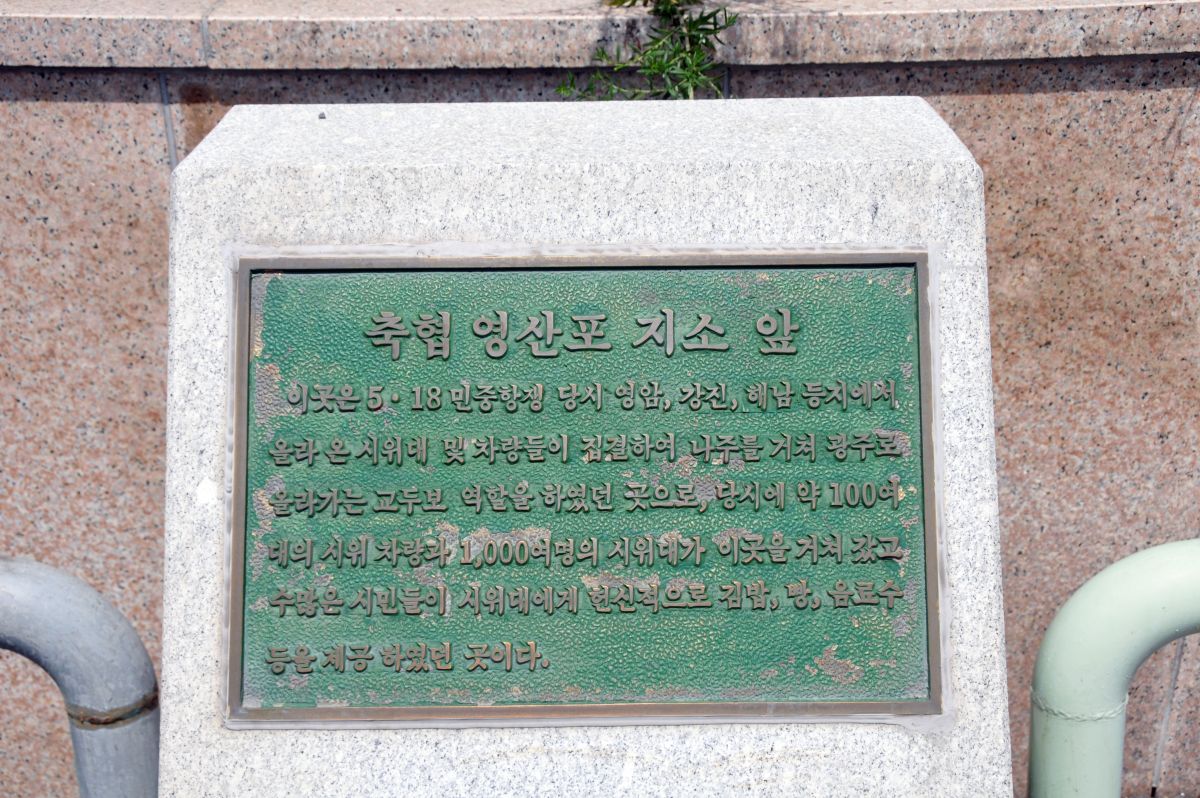 축협 영산포 지소 앞
이곳은 5·18 민중항쟁 당시 영암, 강진, 해남 등지에서
올라 온 시위대 및 차량들이 집결하여 나주를 거쳐 광주로
올라가는 교두보 역할을 하였던 곳으로, 당시에 약 100여
대의 시위 차량과 1,000여명의 시위대가 이곳을 거쳐 갔고
수많은 시민들이 시위대에게 헌신적으로 김밥, 빵, 음료수
등을 제공 하였던 곳이다.